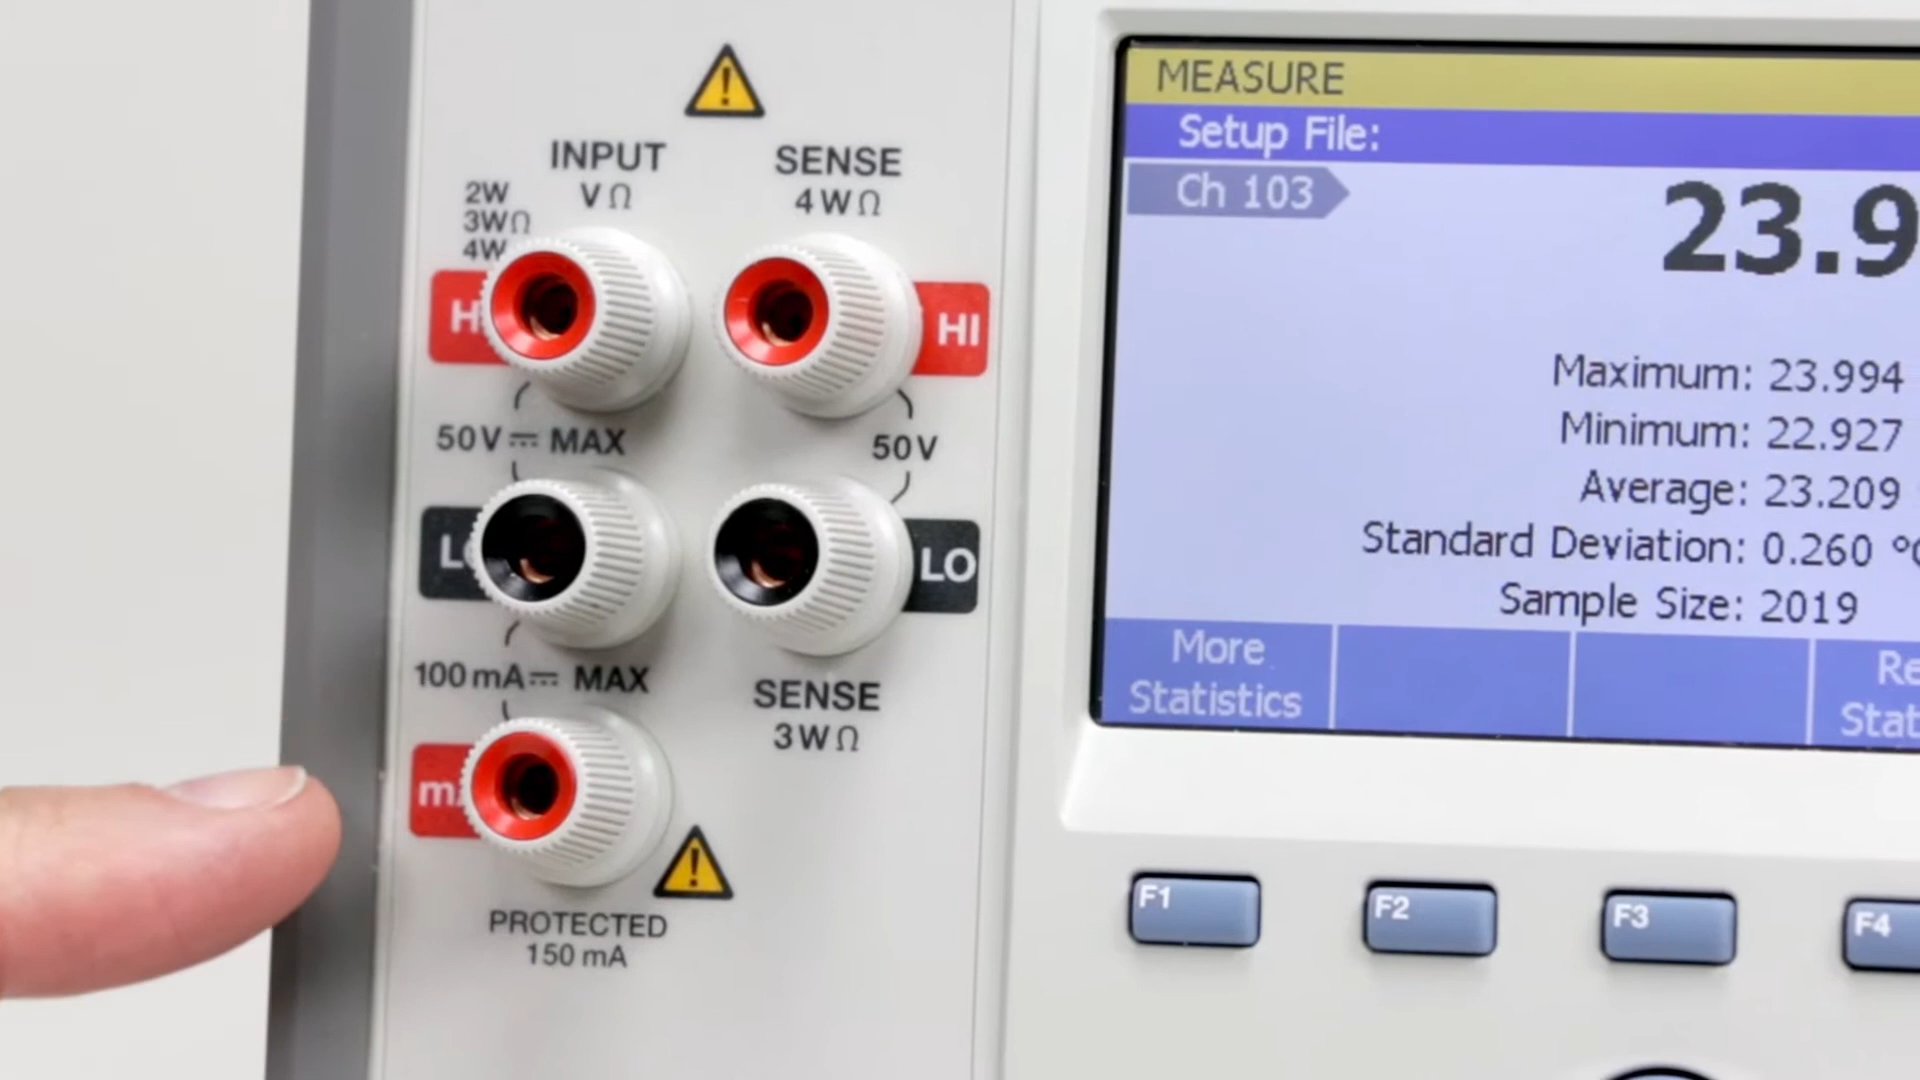 INPUT
VΩ
SENSE
4WΩ
2W
3WΩ
4W
HI
50V MAX
50V
LO
100mA MAX
SENSE
3WΩ
PROTECTED
150 mA
MEASURE
Setup File:
Ch 103
23.9
Maximum: 23.994
Minimum: 22.927
Average: 23.209
Standard Deviation: 0.260 °C
Sample Size: 2019
More
Statistics
F1
F2
F3
F4